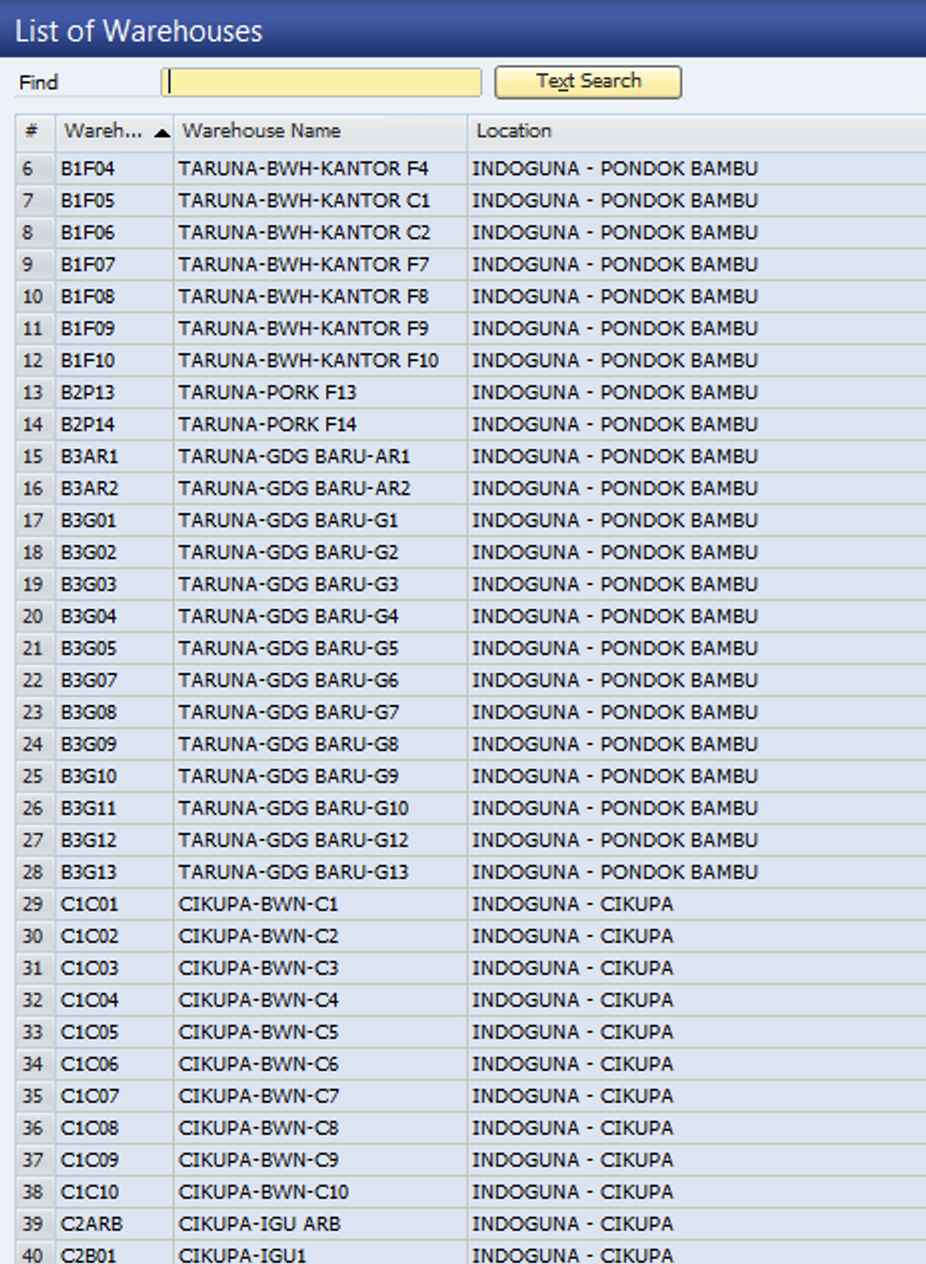 List of Warehouses
Find Text Search
# Wareh... Warehouse Name Location
6 B1F04 TARUNA-BWH-KANTOR F4 INDOGUNA - PONDOK BAMBU
7 B1F05 TARUNA-BWH-KANTOR C1 INDOGUNA - PONDOK BAMBU
8 B1F06 TARUNA-BWH-KANTOR C2 INDOGUNA - PONDOK BAMBU
9 B1F07 TARUNA-BWH-KANTOR F7 INDOGUNA - PONDOK BAMBU
10 B1F08 TARUNA-BWH-KANTOR F8 INDOGUNA - PONDOK BAMBU
11 B1F09 TARUNA-BWH-KANTOR F9 INDOGUNA - PONDOK BAMBU
12 B1F10 TARUNA-BWH-KANTOR F10 INDOGUNA - PONDOK BAMBU
13 B2P13 TARUNA-PORK F13 INDOGUNA - PONDOK BAMBU
14 B2P14 TARUNA-PORK F14 INDOGUNA - PONDOK BAMBU
15 B3AR1 TARUNA-GDG BARU-AR1 INDOGUNA - PONDOK BAMBU
16 B3AR2 TARUNA-GDG BARU-AR2 INDOGUNA - PONDOK BAMBU
17 B3G01 TARUNA-GDG BARU-G1 INDOGUNA - PONDOK BAMBU
18 B3G02 TARUNA-GDG BARU-G2 INDOGUNA - PONDOK BAMBU
19 B3G03 TARUNA-GDG BARU-G3 INDOGUNA - PONDOK BAMBU
20 B3G04 TARUNA-GDG BARU-G4 INDOGUNA - PONDOK BAMBU
21 B3G05 TARUNA-GDG BARU-G5 INDOGUNA - PONDOK BAMBU
22 B3G07 TARUNA-GDG BARU-G6 INDOGUNA - PONDOK BAMBU
23 B3G08 TARUNA-GDG BARU-G7 INDOGUNA - PONDOK BAMBU
24 B3G09 TARUNA-GDG BARU-G8 INDOGUNA - PONDOK BAMBU
25 B3G10 TARUNA-GDG BARU-G9 INDOGUNA - PONDOK BAMBU
26 B3G11 TARUNA-GDG BARU-G10 INDOGUNA - PONDOK BAMBU
27 B3G12 TARUNA-GDG BARU-G12 INDOGUNA - PONDOK BAMBU
28 B3G13 TARUNA-GDG BARU-G13 INDOGUNA - PONDOK BAMBU
29 C1C01 CIKUPA-BWN-C1 INDOGUNA - CIKUPA
30 C1C02 CIKUPA-BWN-C2 INDOGUNA - CIKUPA
31 C1C03 CIKUPA-BWN-C3 INDOGUNA - CIKUPA
32 C1C04 CIKUPA-BWN-C4 INDOGUNA - CIKUPA
33 C1C05 CIKUPA-BWN-C5 INDOGUNA - CIKUPA
34 C1C06 CIKUPA-BWN-C6 INDOGUNA - CIKUPA
35 C1C07 CIKUPA-BWN-C7 INDOGUNA - CIKUPA
36 C1C08 CIKUPA-BWN-C8 INDOGUNA - CIKUPA
37 C1C09 CIKUPA-BWN-C9 INDOGUNA - CIKUPA
38 C1C10 CIKUPA-BWN-C10 INDOGUNA - CIKUPA
39 C2ARB CIKUPA-IGU ARB INDOGUNA - CIKUPA
40 C2B01 CIKUPA-IGU1 INDOGUNA - CIKUPA